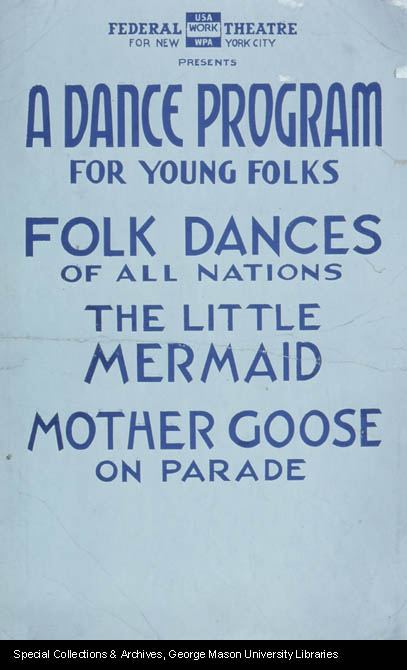 FEDERAL USA WORK WPA THEATRE
FOR NEW YORK CITY
PRESENTS
A DANCE PROGRAM
FOR YOUNG FOLKS
FOLK DANCES
OF ALL NATIONS
THE LITTLE
MERMAID
MOTHER GOOSE
ON PARADE
Special Collections & Archives, George Mason University Libraries